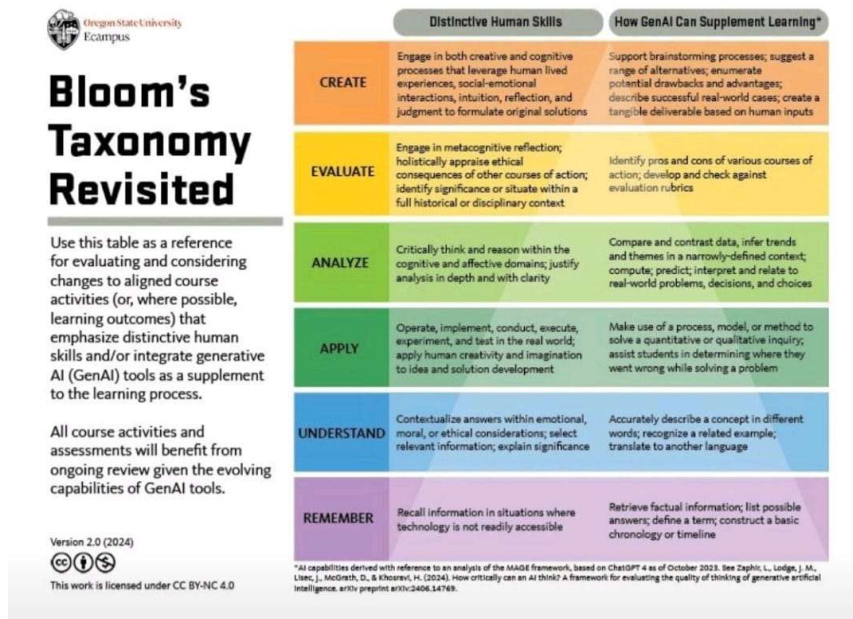 Oregon State University
Ecampus
Bloom's
Taxonomy
Revisited
Use this table as a reference
for evaluating and considering
changes to aligned course
activities (or, where possible,
learning outcomes) that
emphasize distinctive human
skills and/or integrate generative
AI (GenAI) tools as a supplement
to the learning process.
All course activities and
assessments will benefit from
ongoing review given the evolving
capabilities of GenAI tools.
Version 2.0 (2024)
This work is licensed under CC BY-NC 4.0
Distinctive Human Skills
How GenAI Can Supplement Learning*
CREATE
Engage in both creative and cognitive
processes that leverage human lived
experiences, social-emotional
interactions, intuition, reflection, and
judgment to formulate original solutions
Support brainstorming processes; suggest a
range of alternatives; enumerate
potential drawbacks and advantages;
describe successful real-world cases; create a
tangible deliverable based on human inputs
EVALUATE
Engage in metacognitive reflection;
holistically appraise ethical
consequences of other courses of action;
identify significance or situate within a
full historical or disciplinary context
Identify pros and cons of various courses of
action; develop and check against
evaluation rubrics
ANALYZE
Critically think and reason within the
cognitive and affective domains; justify
analysis in depth and with clarity
Compare and contrast data, infer trends
and themes in a narrowly-defined context;
compute; predict; interpret and relate to
real-world problems, decisions, and choices
APPLY
Operate, implement, conduct, execute,
experiment, and test in the real world;
apply human creativity and imagination
to idea and solution development
Make use of a process, model, or method to
solve a quantitative or qualitative inquiry;
assist students in determining where they
went wrong while solving a problem
UNDERSTAND
Contextualize answers within emotional,
moral, or ethical considerations; select
relevant information; explain significance
Accurately describe a concept in different
words; recognize a related example;
translate to another language
REMEMBER
Recall information in situations where
technology is not readily accessible
Retrieve factual information; list possible
answers; define a term; construct a basic
chronology or timeline
*AI capabilities derived with reference to an analysis of the MAGE framework, based on ChatGPT 4 as of October 2023. See Zaphir, L., Lodge, J. M.,
Lisec, J., McGrath, D., & Khosravi, H. (2024). How critically can an AI think? A framework for evaluating the quality of thinking of generative artificial
intelligence. arXiv preprint arXiv:2406.14769.